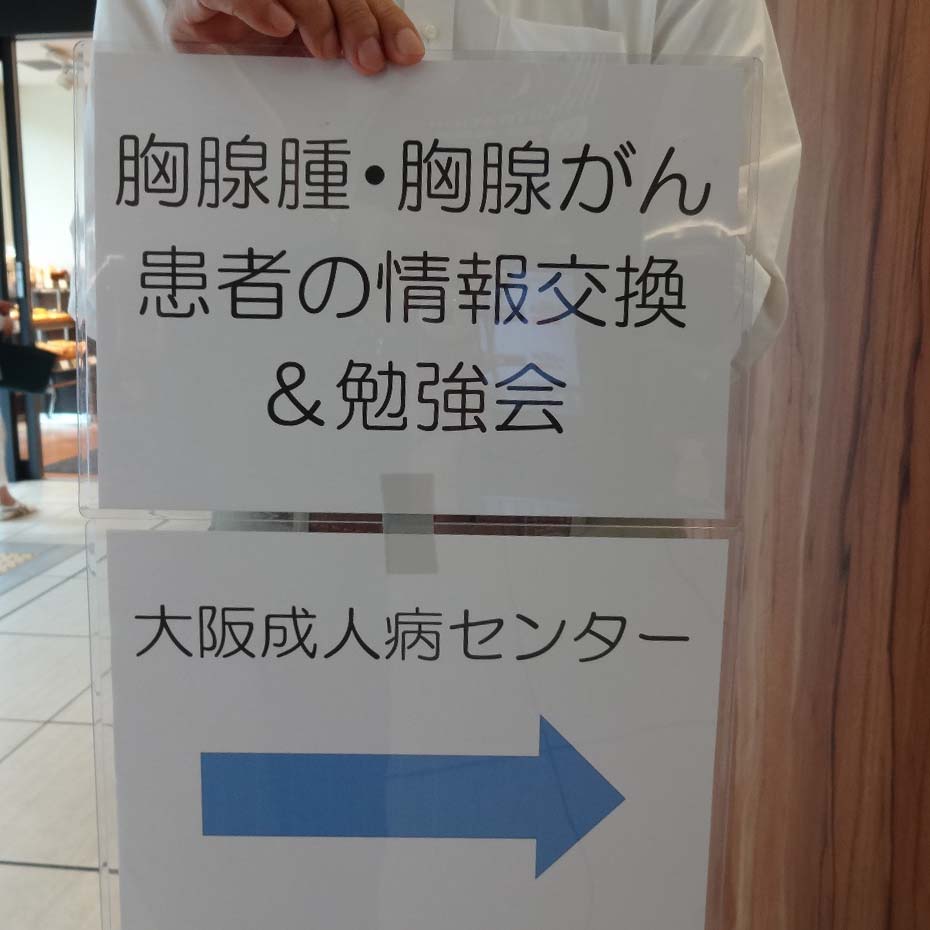 胸腺腫・胸腺がん
患者の情報交換
＆勉強会
大阪成人病センター